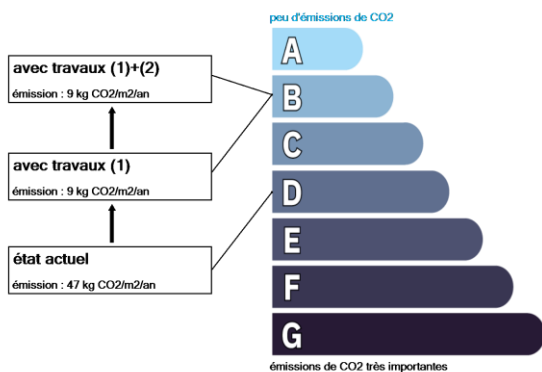 peu d'émissions de CO2
A
avec travaux (1)+(2)
émission : 9 kg CO2/m2/an
B
C
avec travaux (1)
émission : 9 kg CO2/m2/an
D
E
état actuel
émission : 47 kg CO2/m2/an
F
G
émissions de CO2 très importantes